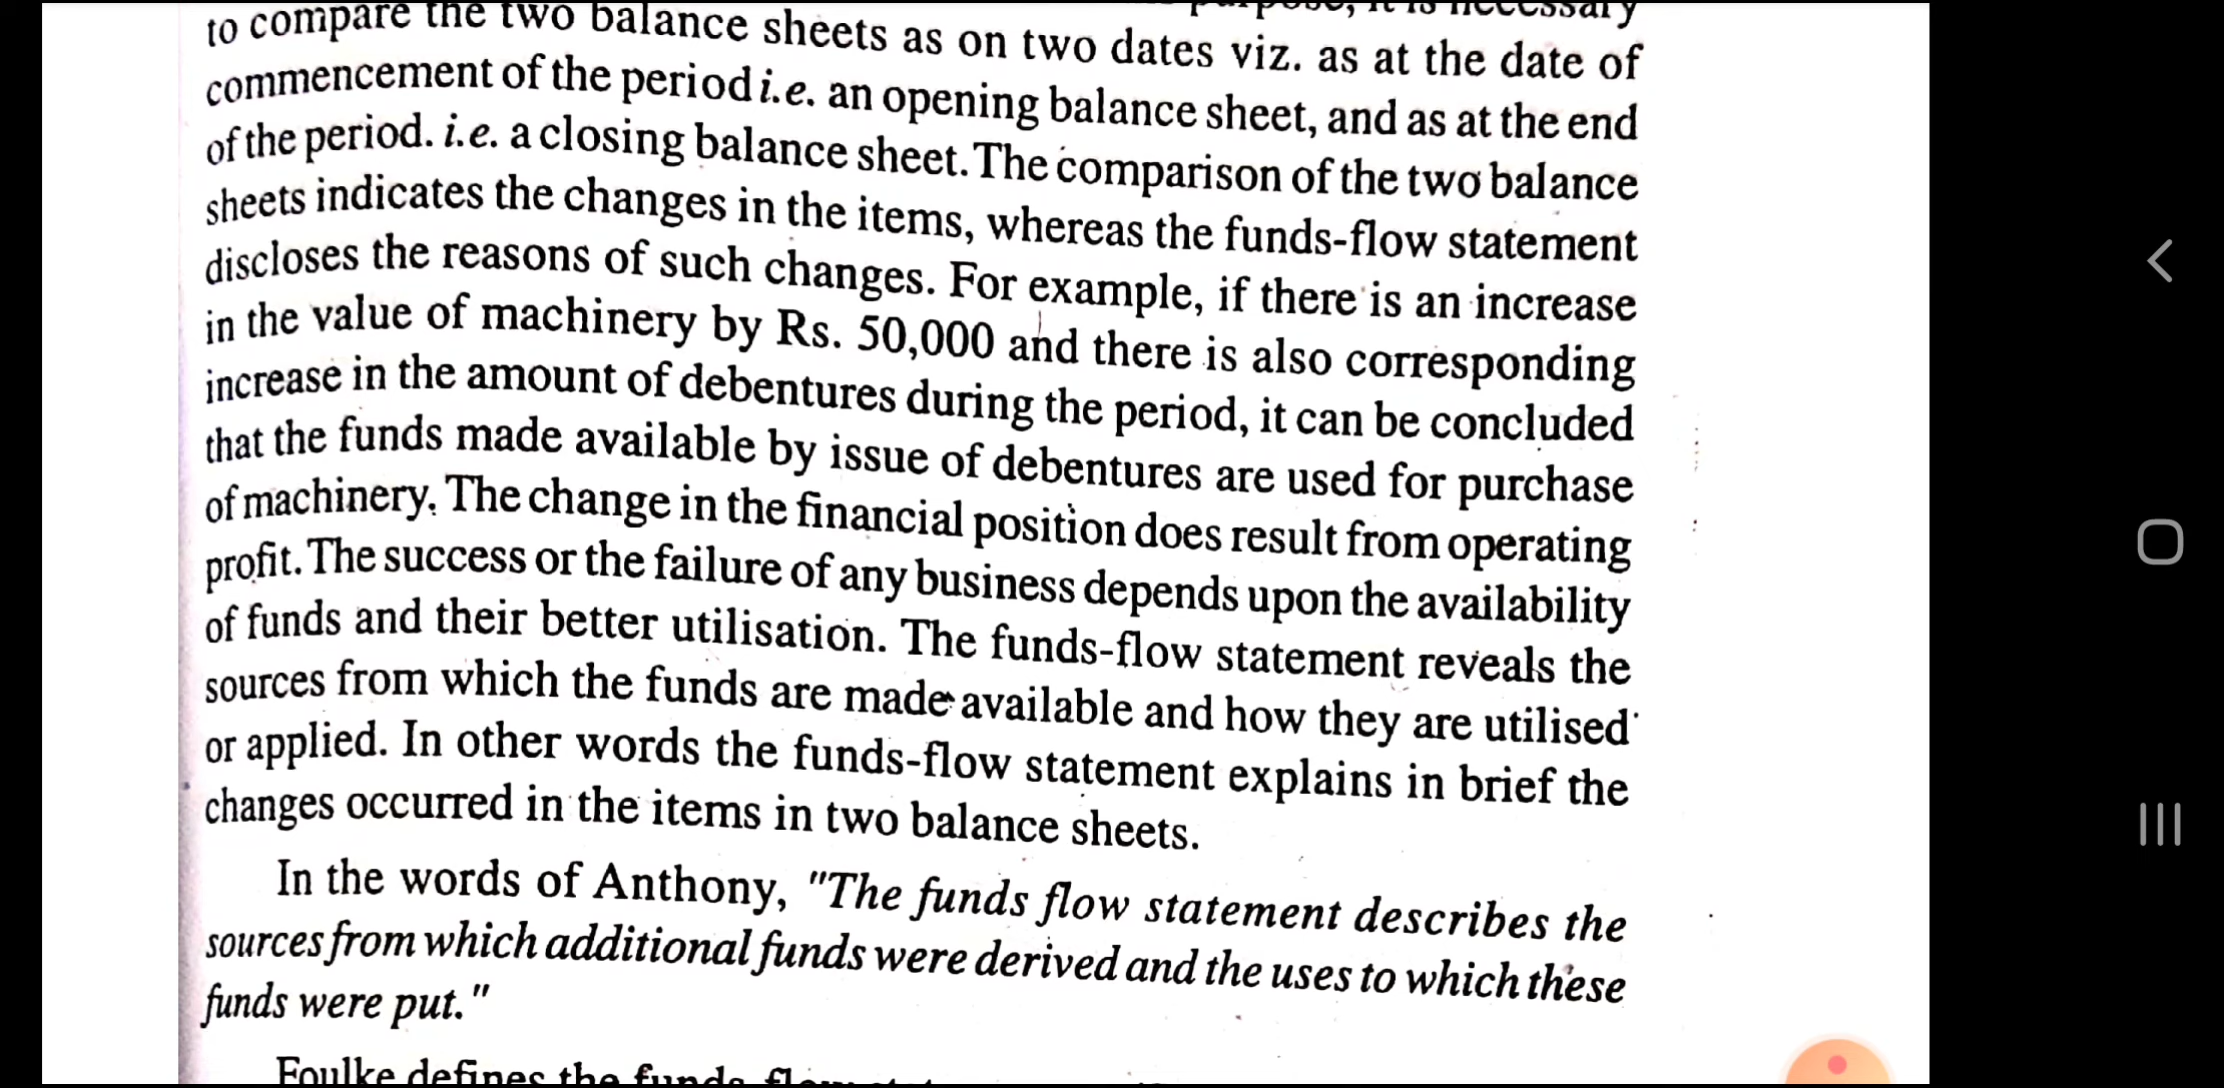 purpose, it is necessary
to compare the two balance sheets as on two dates viz. as at the date of
commencement of the period i.e. an opening balance sheet, and as at the end
of the period. i.e. a closing balance sheet. The comparison of the two balance
sheets indicates the changes in the items, whereas the funds-flow statement
discloses the reasons of such changes. For example, if there is an increase
in the value of machinery by Rs. 50,000 and there is also corresponding
increase in the amount of debentures during the period, it can be concluded
that the funds made available by issue of debentures are used for purchase
of machinery. The change in the financial position does result from operating
profit. The success or the failure of any business depends upon the availability
of funds and their better utilisation. The funds-flow statement reveals the
sources from which the funds are made available and how they are utilised
or applied. In other words the funds-flow statement explains in brief the
changes occurred in the items in two balance sheets.
In the words of Anthony, "The funds flow statement describes the
sources from which additional funds were derived and the uses to which these
funds were put."
Foulke defines the funds